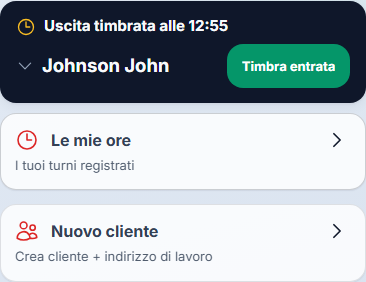 Uscita timbrata alle 12:55
Johnson John
Timbra entrata
Le mie ore
I tuoi turni registrati
Nuovo cliente
Crea cliente + indirizzo di lavoro